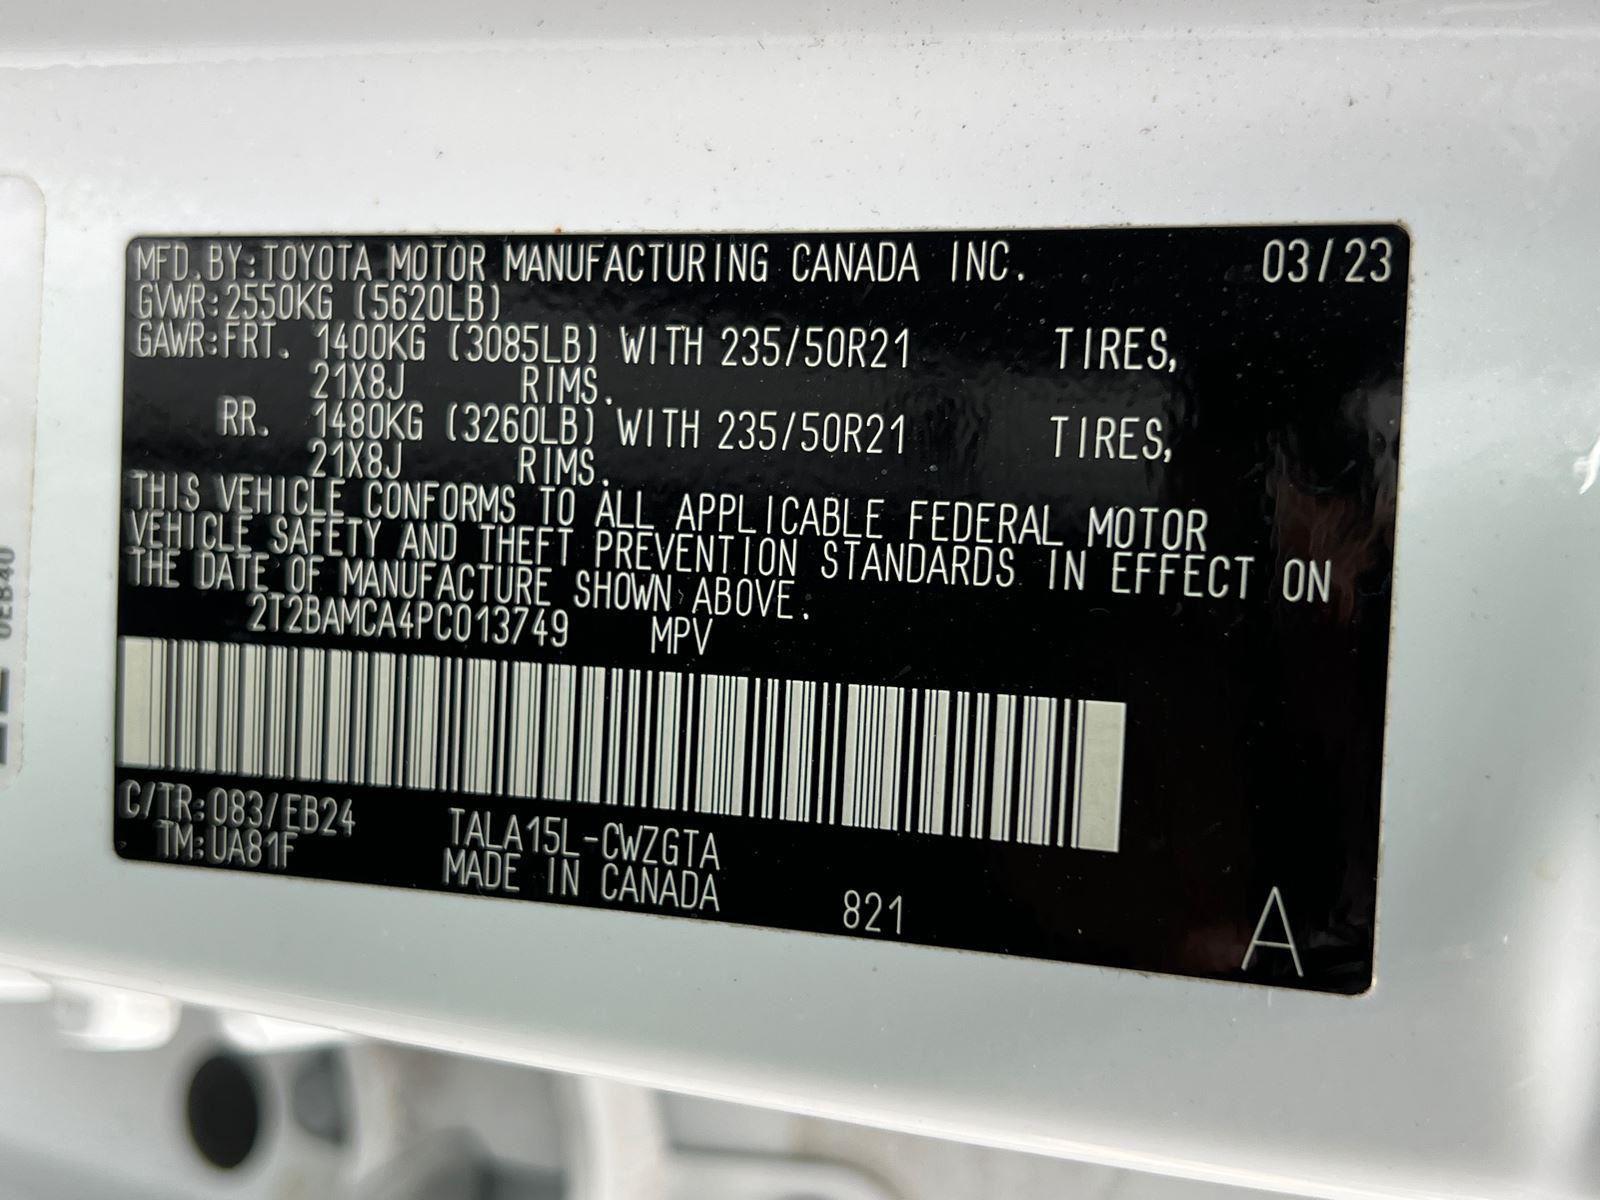 MFD.BY:TOYOTA MOTOR MANUFACTURING CANADA INC. 03/23
GVWR:2550KG (5620LB)
GAWR:FRT. 1400KG (3085LB) WITH 235/50R21 TIRES,
21X8J RIMS.
RR. 1480KG (3260LB) WITH 235/50R21 TIRES,
21X8J RIMS.
THIS VEHICLE CONFORMS TO ALL APPLICABLE FEDERAL MOTOR
VEHICLE SAFETY AND THEFT PREVENTION STANDARDS IN EFFECT ON
THE DATE OF MANUFACTURE SHOWN ABOVE.
2T2BAMCA4PC013749 MPV
C/TR:083/EB24 TALA15L-CWZGTA
TM:UA81F MADE IN CANADA
821
A
0EB40